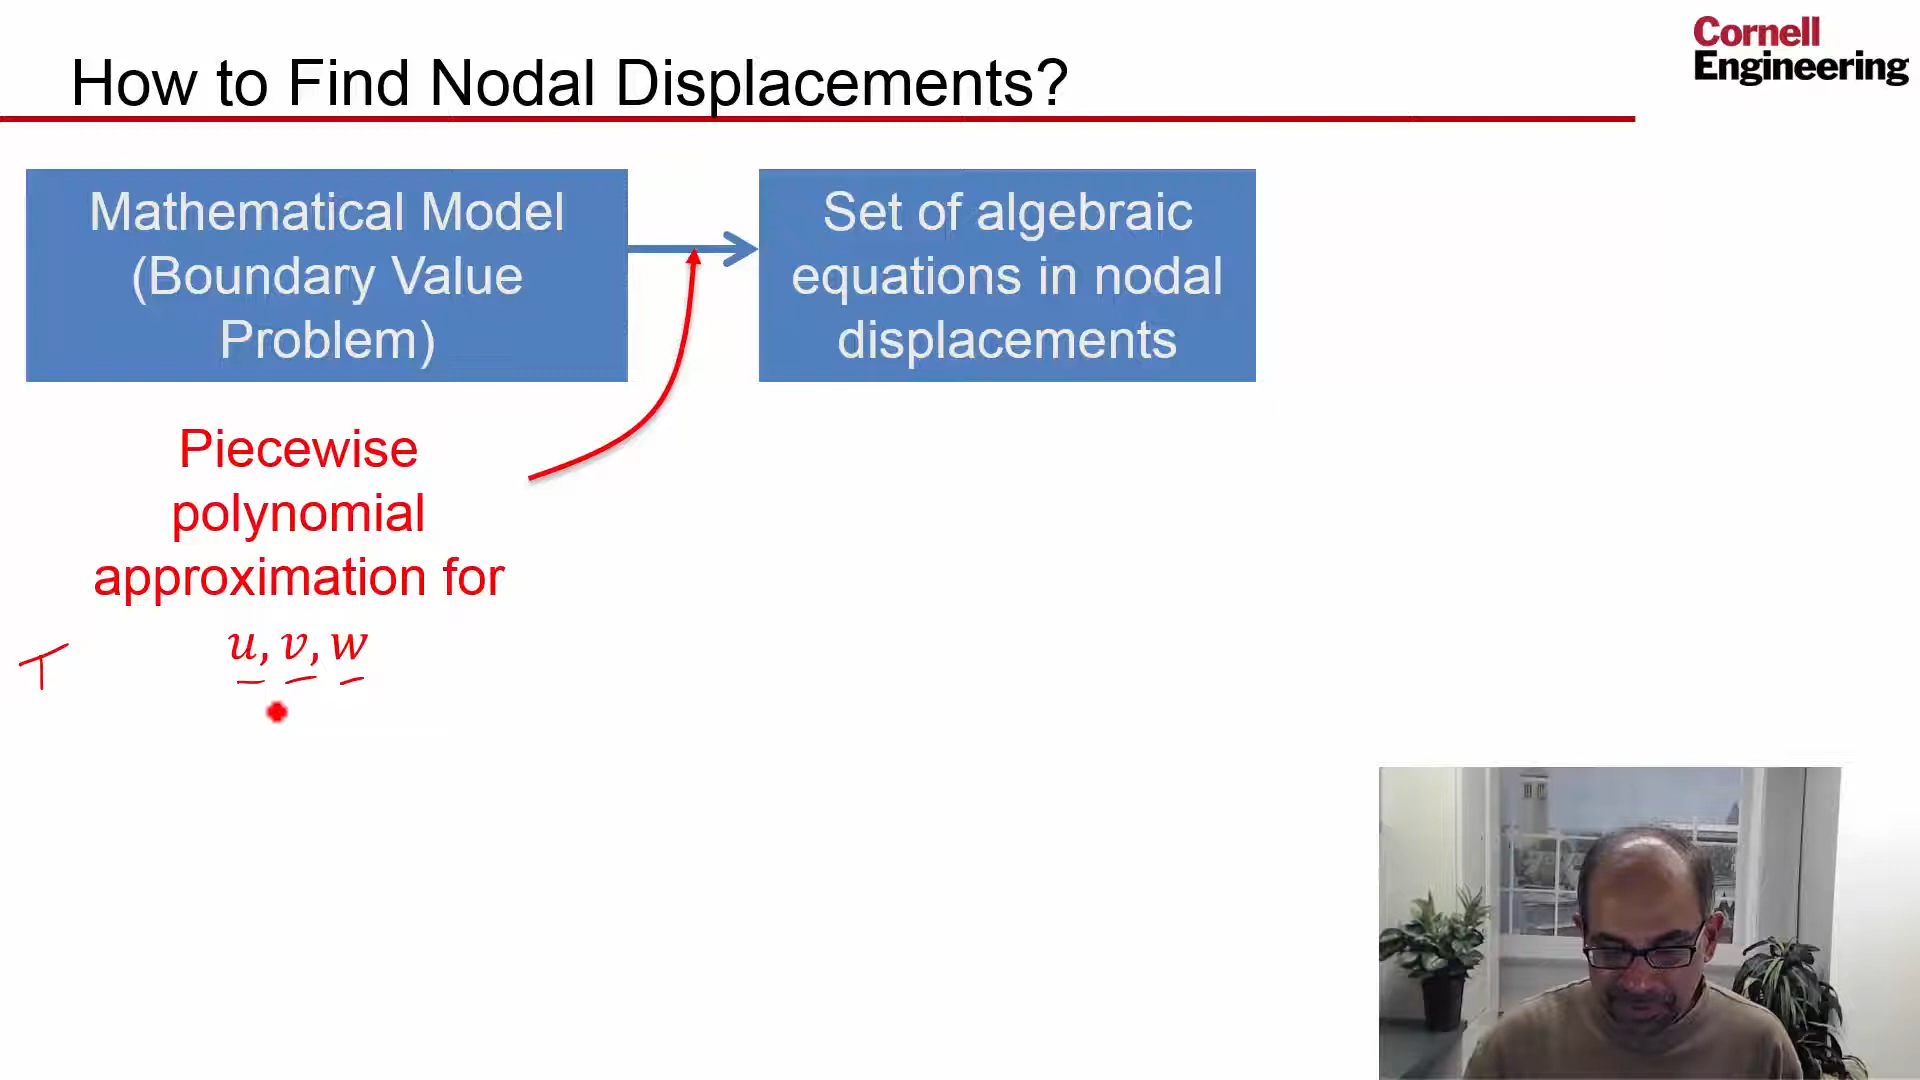 How to Find Nodal Displacements?
Cornell
Engineering
Mathematical Model
(Boundary Value
Problem)
Set of algebraic
equations in nodal
displacements
Piecewise
polynomial
approximation for
u, v, w
T